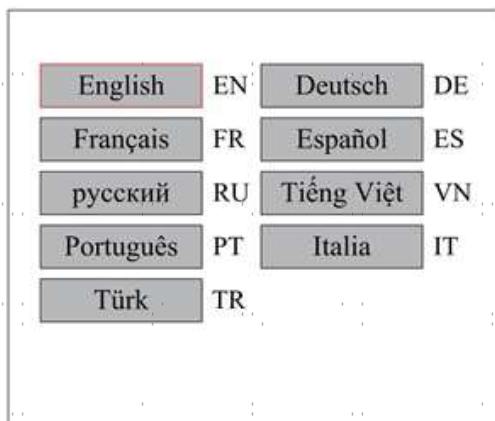 English EN Deutsch DE
Français FR Español ES
русский RU Tiếng Việt VN
Português PT Italia IT
Türk TR